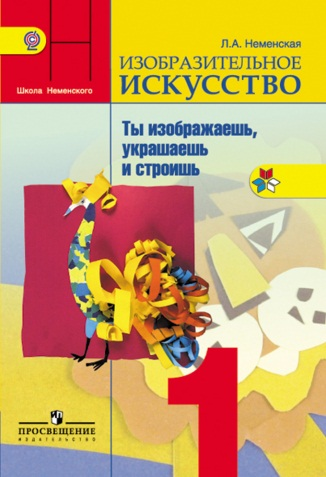 Л.А. Неменская
ИЗОБРАЗИТЕЛЬНОЕ
ИСКУССТВО
Школа Неменского
Ты изображаешь,
украшаешь
и строишь
1
ПРОСВЕЩЕНИЕ
ИЗДАТЕЛЬСТВО